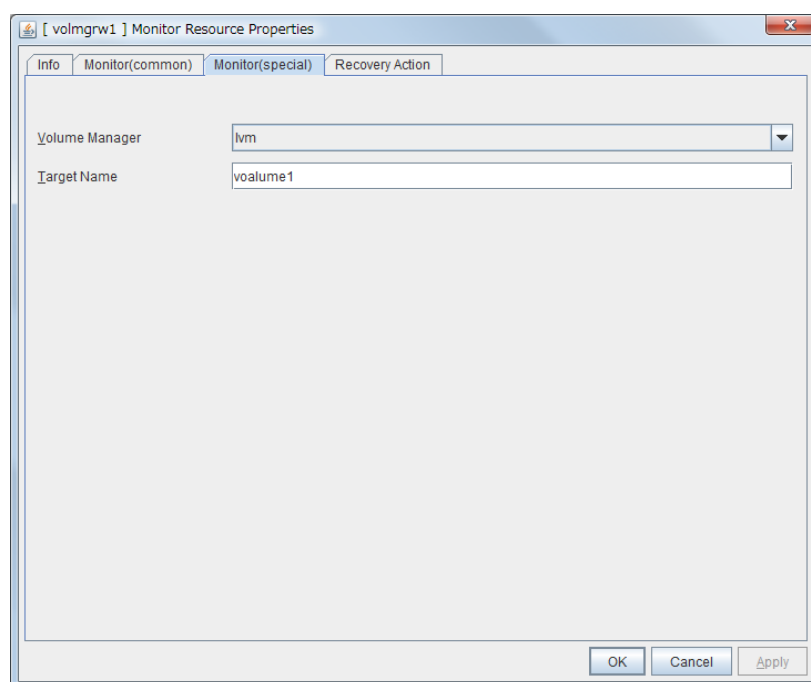 [ volmgrw1 ] Monitor Resource Properties
Info Monitor(common) Monitor(special) Recovery Action
Volume Manager lvm
Target Name voalume1
OK Cancel Apply